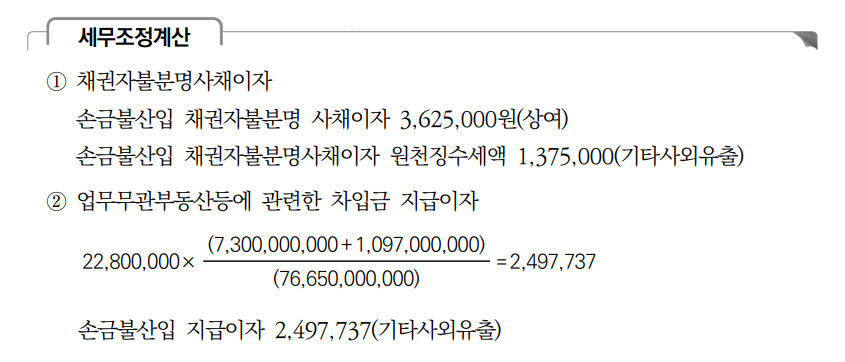 세무조정계산
① 채권자불분명사채이자
손금불산입 채권자불분명 사채이자 3,625,000원(상여)
손금불산입 채권자불분명사채이자 원천징수세액 1,375,000(기타사외유출)
② 업무무관부동산등에 관련한 차입금 지급이자
(7,300,000,000+1,097,000,000)
22,800,000× =2,497,737
(76,650,000,000)
손금불산입 지급이자 2,497,737(기타사외유출)